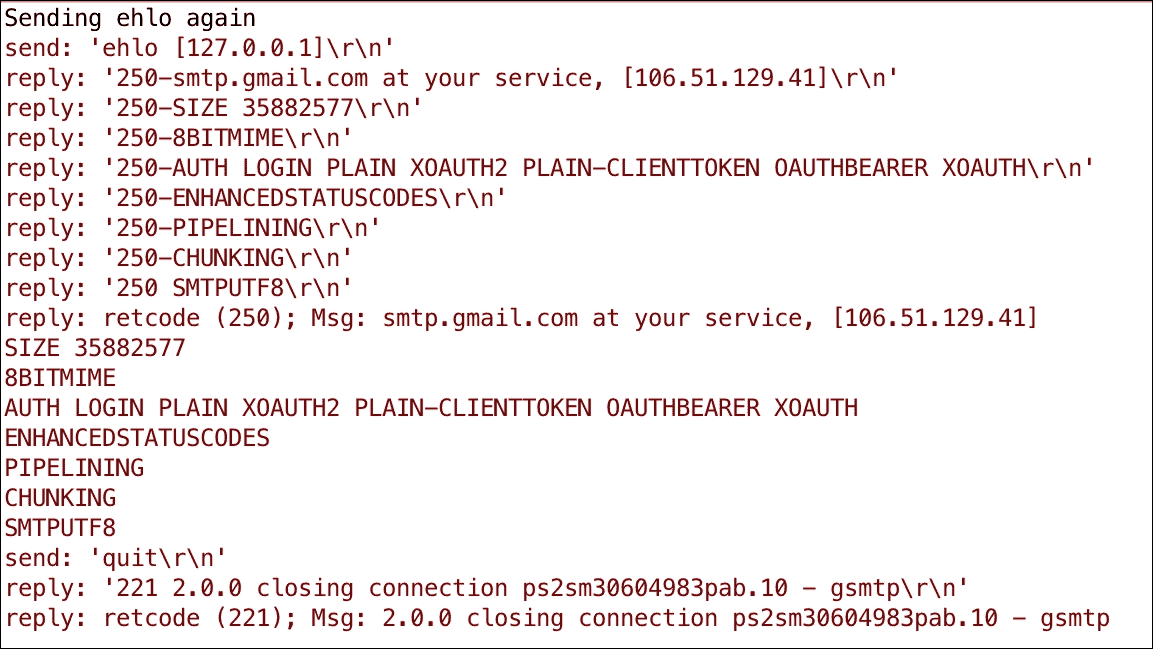 Sending ehlo again
send: 'ehlo [127.0.0.1]\r\n'
reply: '250-smtp.gmail.com at your service, [106.51.129.41]\r\n'
reply: '250-SIZE 35882577\r\n'
reply: '250-8BITMIME\r\n'
reply: '250-AUTH LOGIN PLAIN XOAUTH2 PLAIN-CLIENTTOKEN OAUTHBEARER XOAUTH\r\n'
reply: '250-ENHANCEDSTATUSCODES\r\n'
reply: '250-PIPELINING\r\n'
reply: '250-CHUNKING\r\n'
reply: '250 SMTPUTF8\r\n'
reply: retcode (250); Msg: smtp.gmail.com at your service, [106.51.129.41]
SIZE 35882577
8BITMIME
AUTH LOGIN PLAIN XOAUTH2 PLAIN-CLIENTTOKEN OAUTHBEARER XOAUTH
ENHANCEDSTATUSCODES
PIPELINING
CHUNKING
SMTPUTF8
send: 'quit\r\n'
reply: '221 2.0.0 closing connection ps2sm30604983pab.10 - gsmtp\r\n'
reply: retcode (221); Msg: 2.0.0 closing connection ps2sm30604983pab.10 - gsmtp